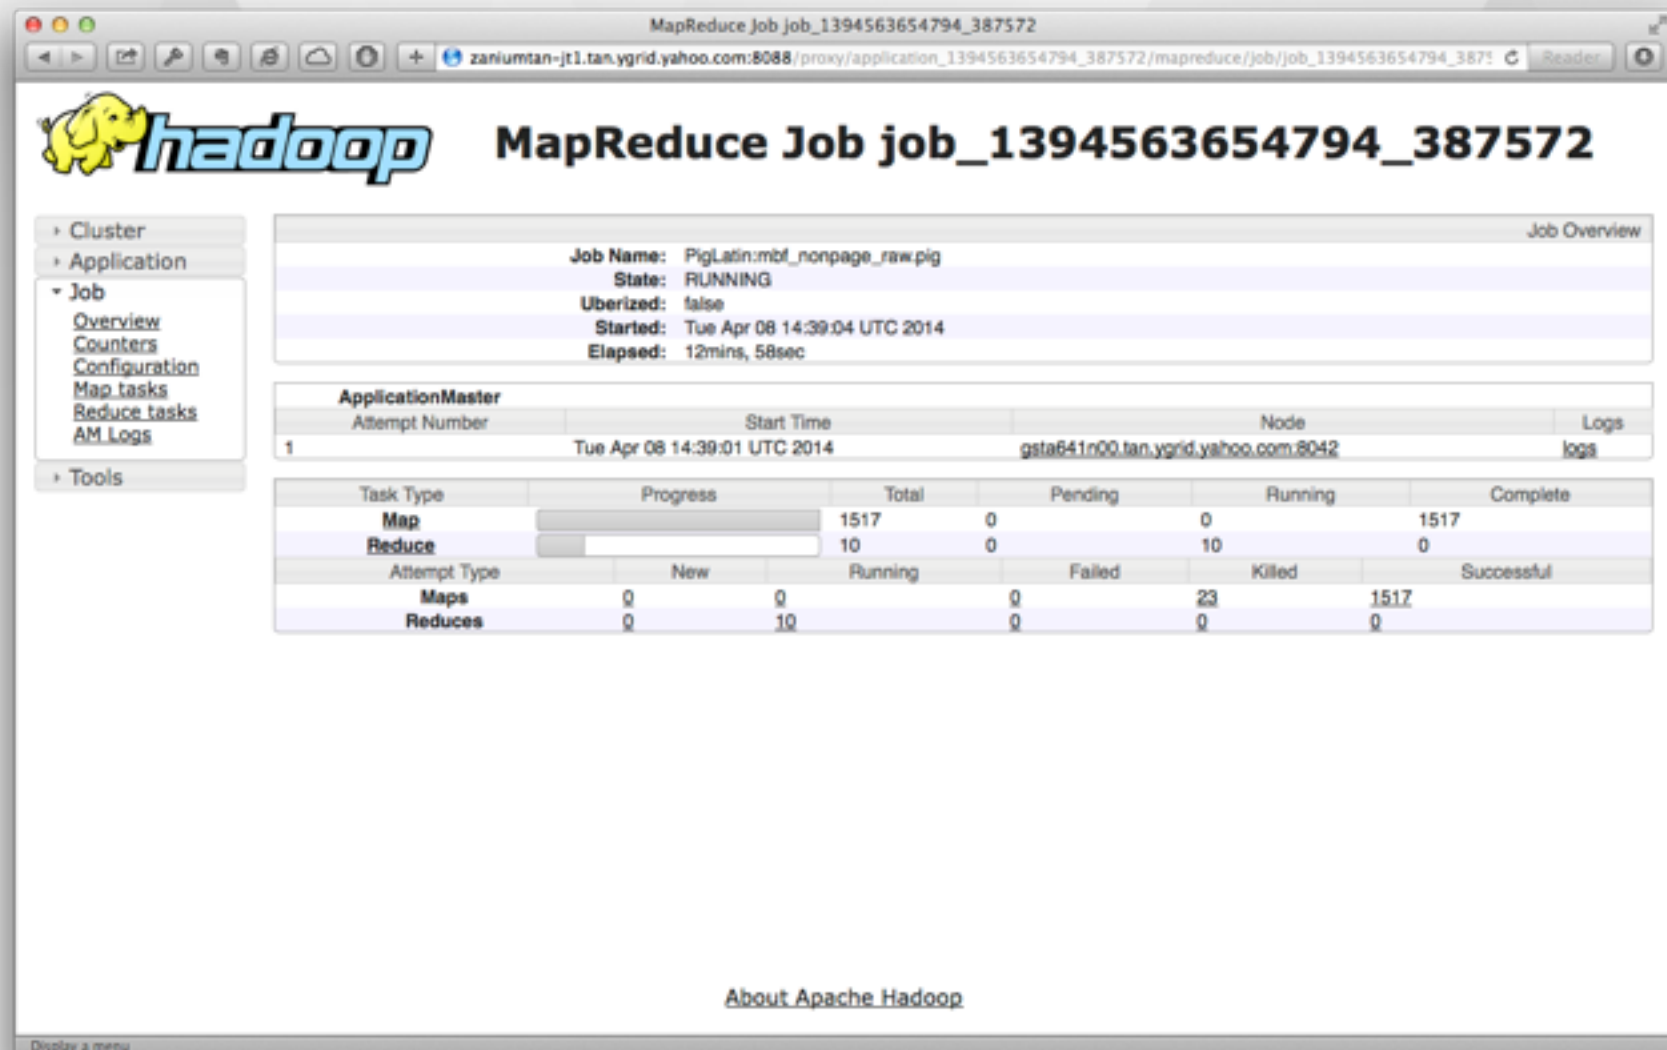 MapReduce Job job_1394563654794_387572
zaniumtan-jt1.tan.ygrid.yahoo.com:8088/proxy/application_1394563654794_387572/mapreduce/job/job_1394563654794_387 Reader
hadoop MapReduce Job job_1394563654794_387572
Cluster
Application
Job
Overview
Counters
Configuration
Map tasks
Reduce tasks
AM Logs
Tools
Job Overview
Job Name: PigLatin:mbf_nonpage_raw.pig
State: RUNNING
Uberized: false
Started: Tue Apr 08 14:39:04 UTC 2014
Elapsed: 12mins, 58sec
ApplicationMaster
Attempt Number Start Time Node Logs
1 Tue Apr 08 14:39:01 UTC 2014 gsta641n00.tan.ygrid.yahoo.com:8042 logs
Task Type Progress Total Pending Running Complete
Map 1517 0 0 1517
Reduce 10 0 10 0
Attempt Type New Running Failed Killed Successful
Maps 0 0 0 23 1517
Reduces 0 10 0 0 0
About Apache Hadoop
Display a menu